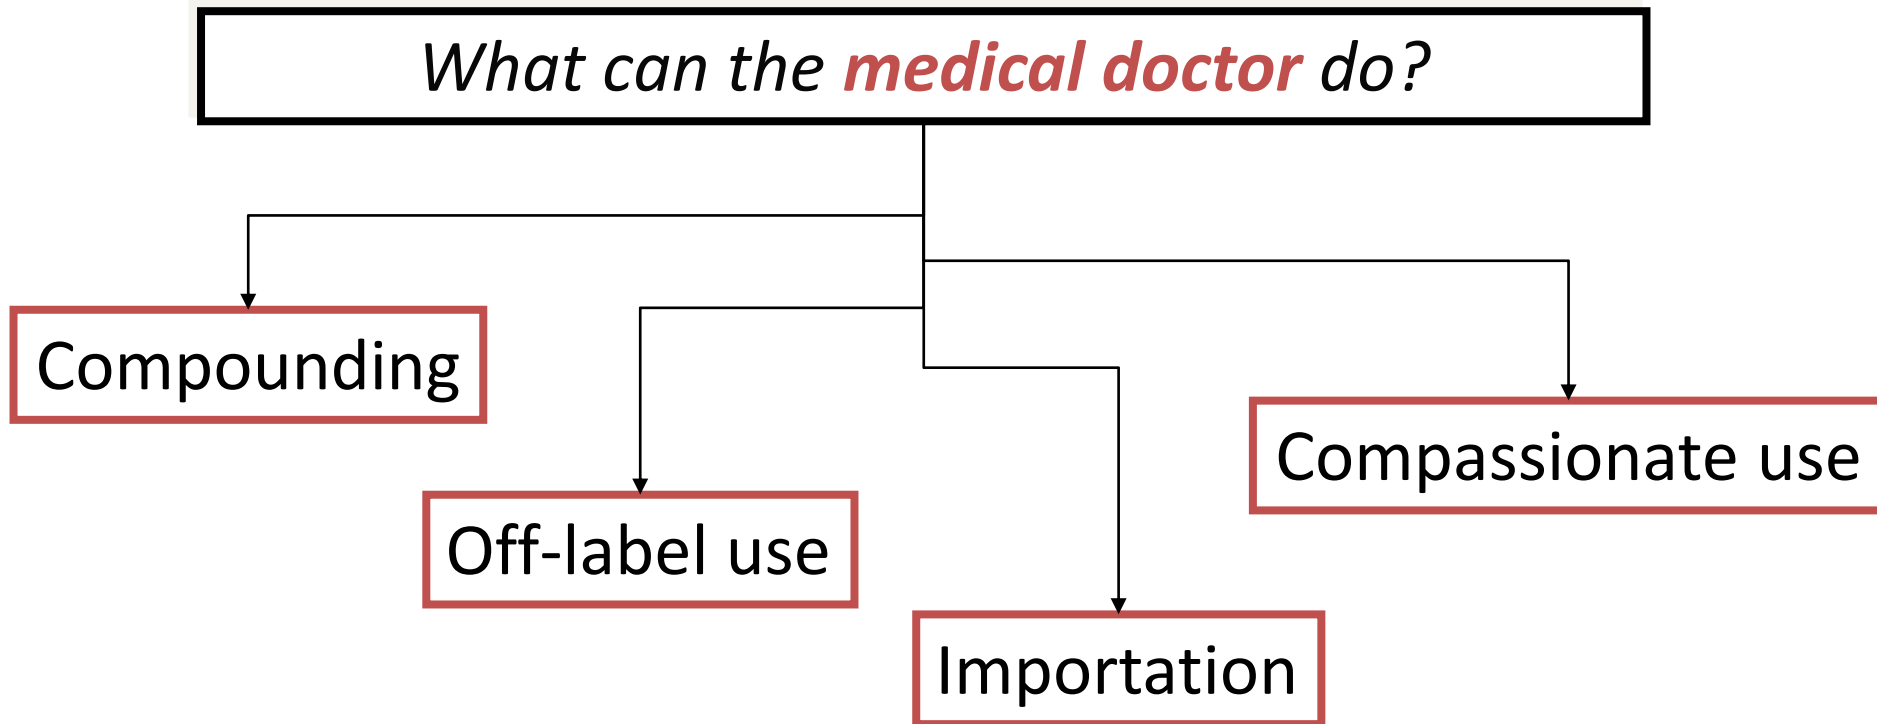 What can the medical doctor do?
Compounding
Off-label use
Importation
Compassionate use